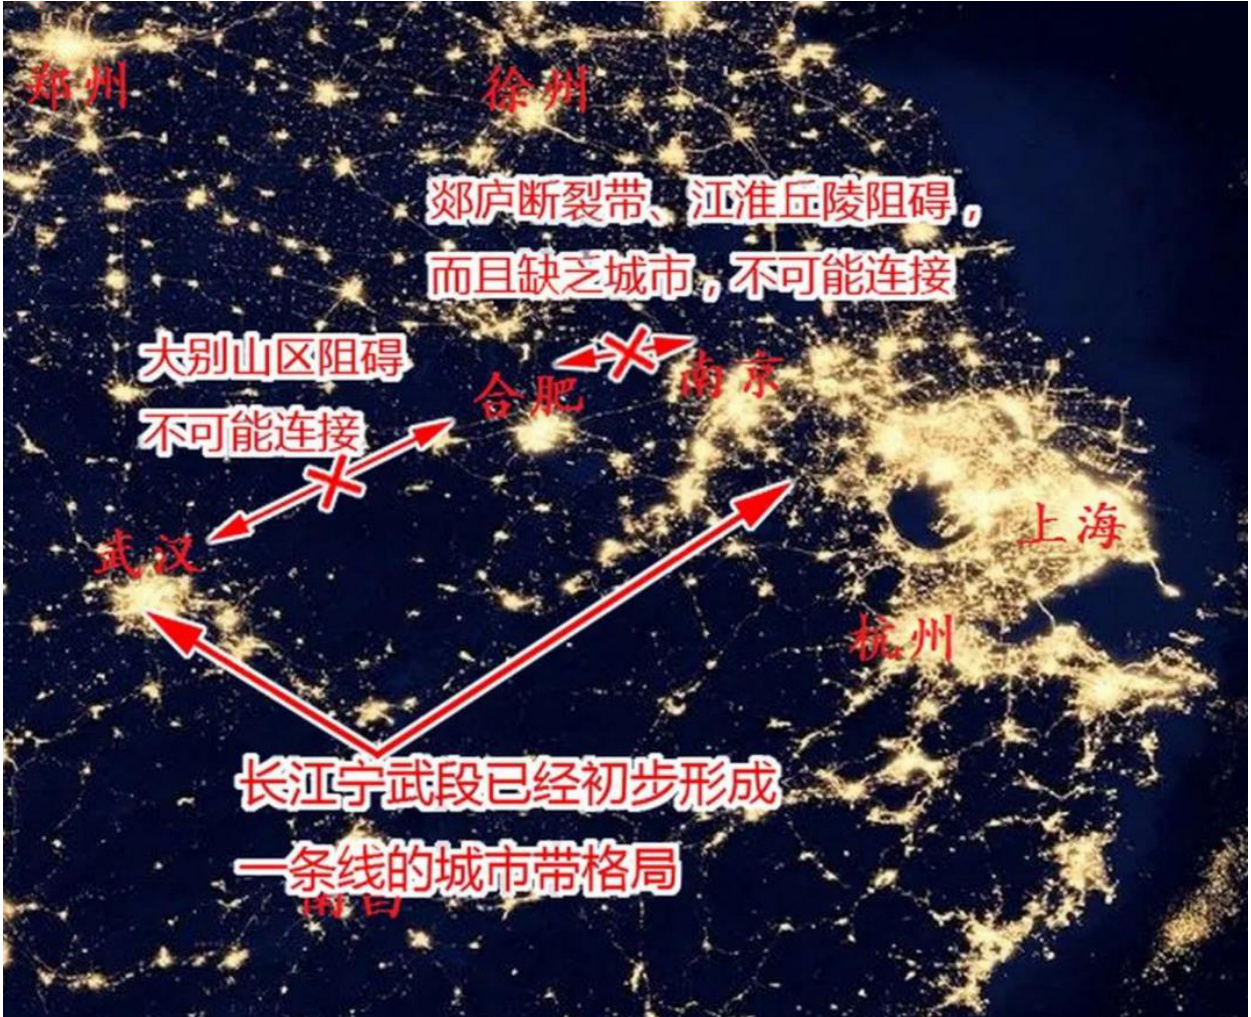 郑州
徐州
郯庐断裂带、江淮丘陵阻碍，
而且缺乏城市，不可能连接
大别山区阻碍
不可能连接
合肥
南京
武汉
上海
杭州
长江宁武段已经初步形成
一条线的城市带格局
南昌